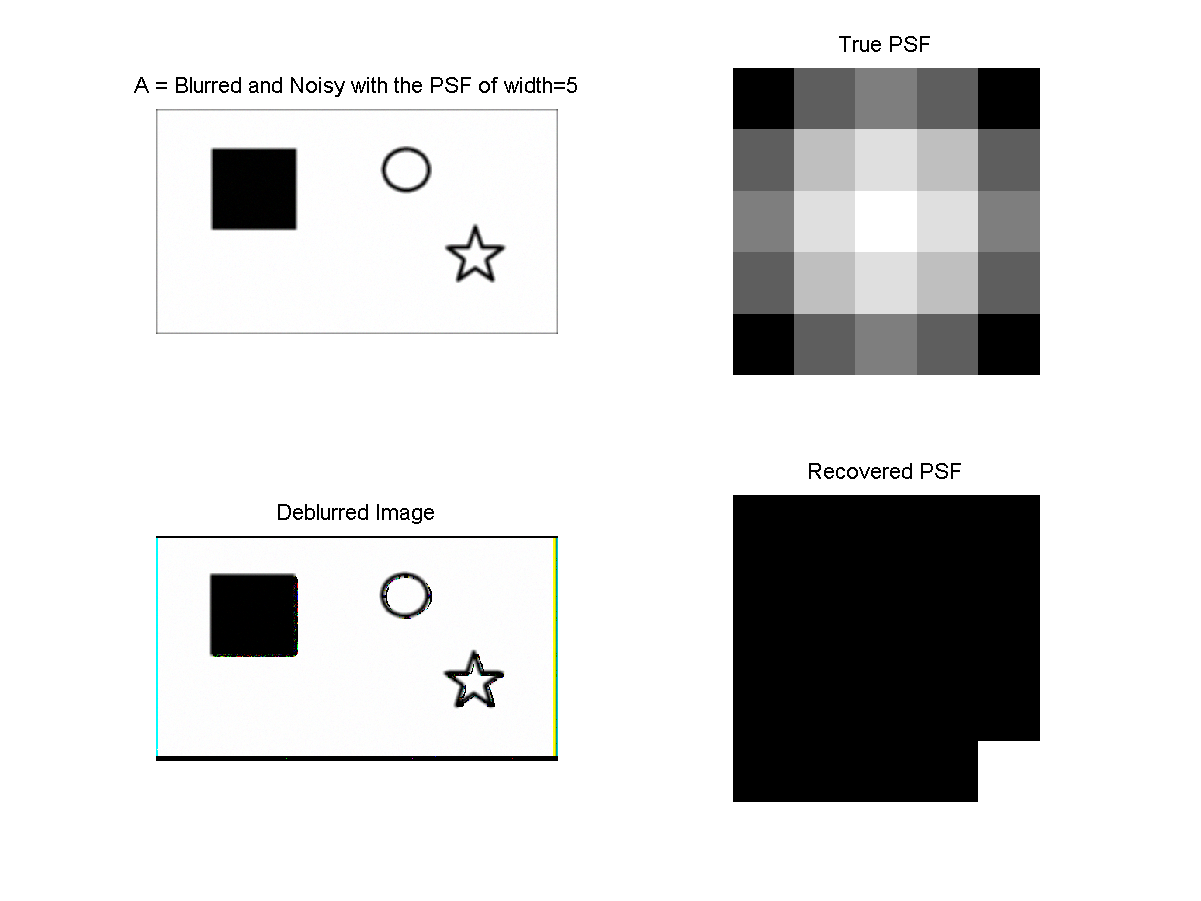 True PSF
A = Blurred and Noisy with the PSF of width=5
Recovered PSF
Deblurred Image